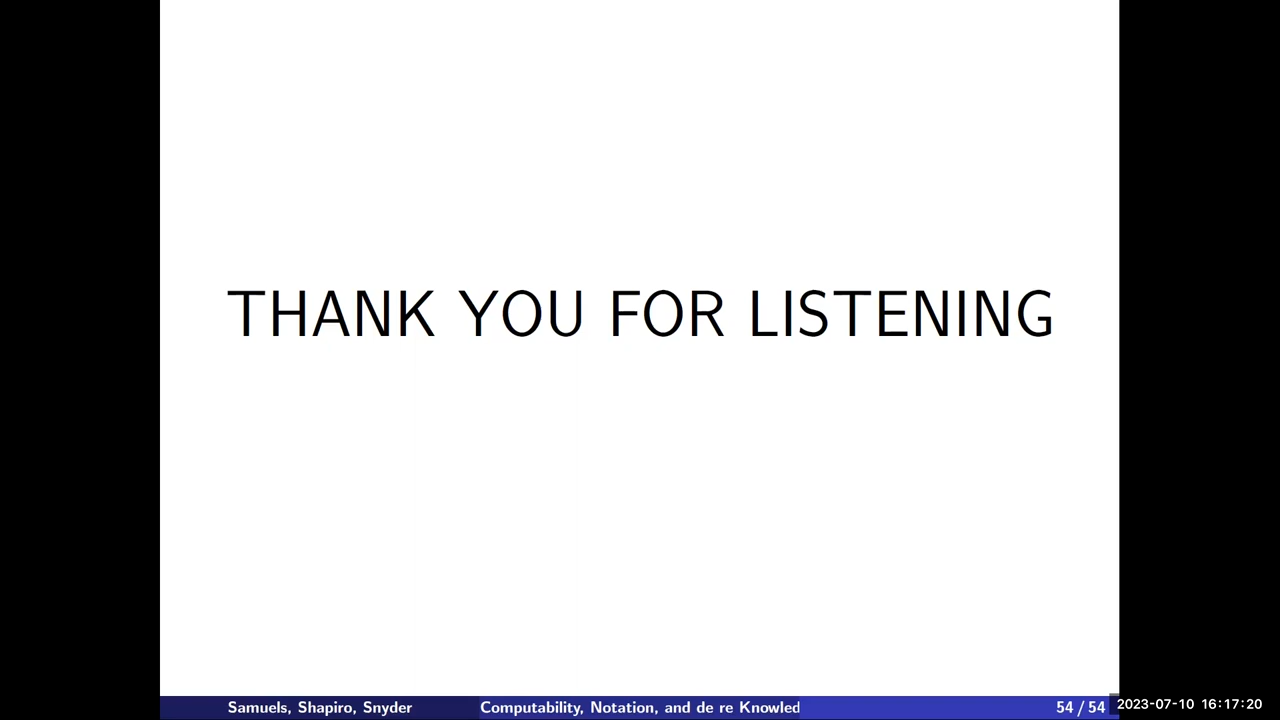 THANK YOU FOR LISTENING
Samuels, Shapiro, Snyder Computability, Notation, and de re Knowled 54 / 54
2023-07-10 16:17:20